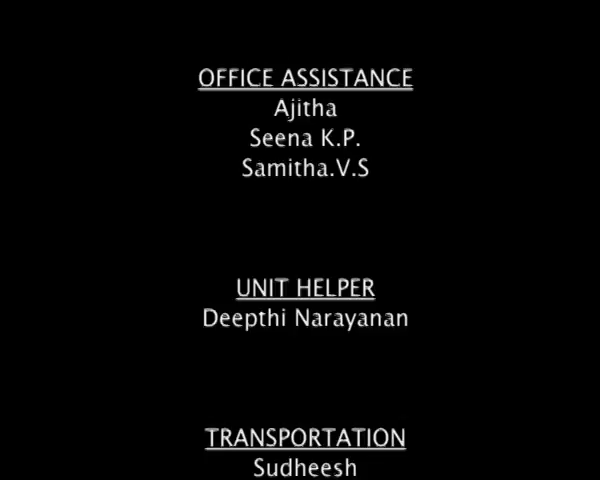 OFFICE ASSISTANCE
Ajitha
Seena K.P.
Samitha.V.S
UNIT HELPER
Deepthi Narayanan
TRANSPORTATION
Sudheesh